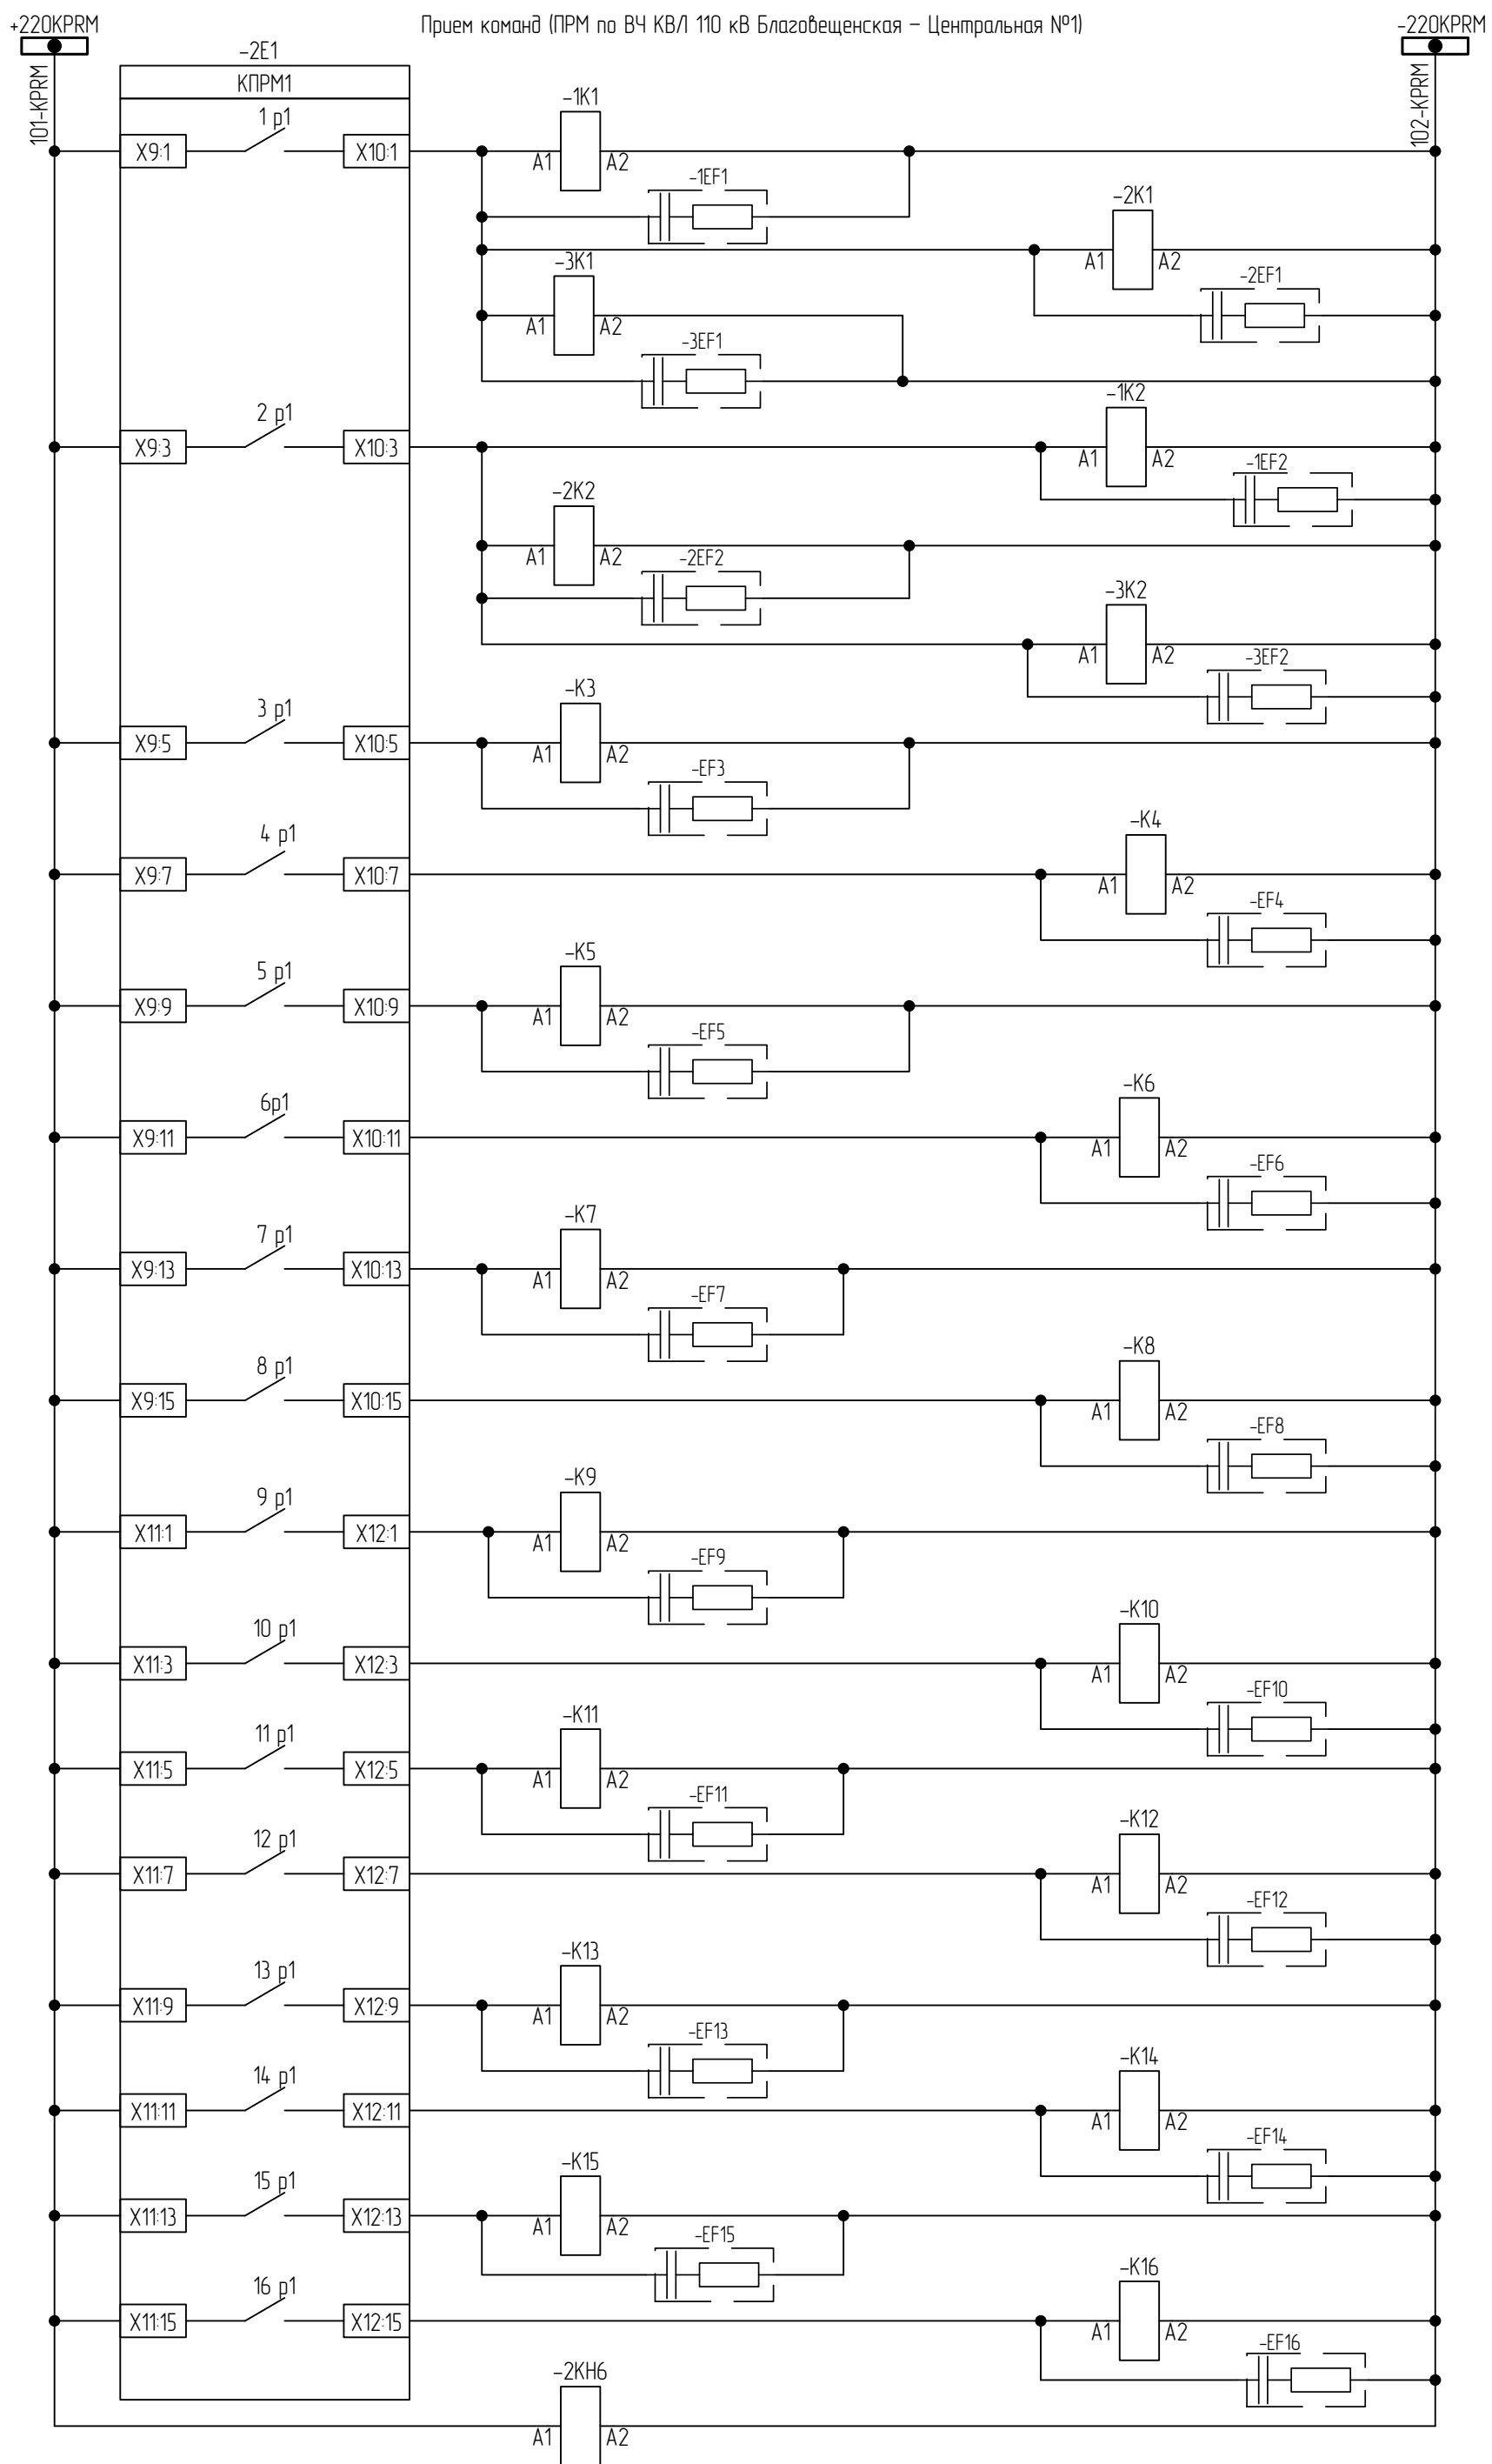 Прием команд (ПРМ по ВЧ КВЛ 110 кВ Благовещенская – Центральная №1)
+220KPRM
-220KPRM
101-KPRM
102-KPRM
-2E1
КПРМ1
1 p1
X9:1
X10:1
-1K1
A1
A2
-1EF1
-2K1
A1
A2
-2EF1
-3K1
A1
A2
-3EF1
2 p1
X9:3
X10:3
-1K2
A1
A2
-1EF2
-2K2
A1
A2
-2EF2
-3K2
A1
A2
-3EF2
3 p1
X9:5
X10:5
-K3
A1
A2
-EF3
4 p1
X9:7
X10:7
-K4
A1
A2
-EF4
5 p1
X9:9
X10:9
-K5
A1
A2
-EF5
6p1
X9:11
X10:11
-K6
A1
A2
-EF6
7 p1
X9:13
X10:13
-K7
A1
A2
-EF7
8 p1
X9:15
X10:15
-K8
A1
A2
-EF8
9 p1
X11:1
X12:1
-K9
A1
A2
-EF9
10 p1
X11:3
X12:3
-K10
A1
A2
-EF10
11 p1
X11:5
X12:5
-K11
A1
A2
-EF11
12 p1
X11:7
X12:7
-K12
A1
A2
-EF12
13 p1
X11:9
X12:9
-K13
A1
A2
-EF13
14 p1
X11:11
X12:11
-K14
A1
A2
-EF14
15 p1
X11:13
X12:13
-K15
A1
A2
-EF15
16 p1
X11:15
X12:15
-K16
A1
A2
-EF16
-2KH6
A1
A2